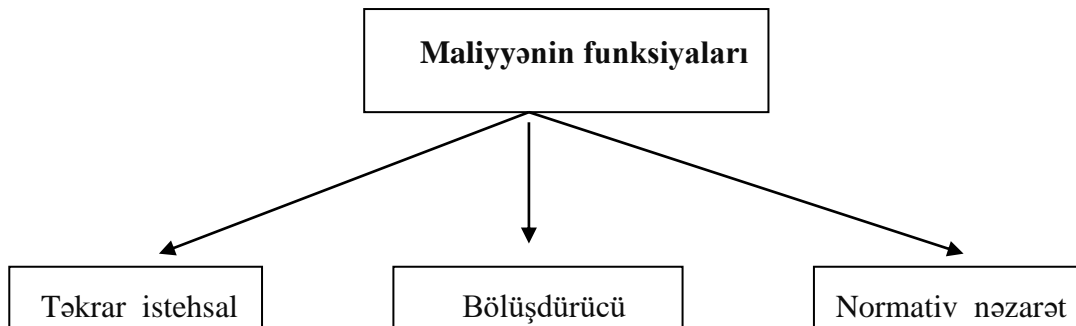 Maliyyənin funksiyaları
Təkrar istehsal
Bölüşdürücü
Normativ nəzarət